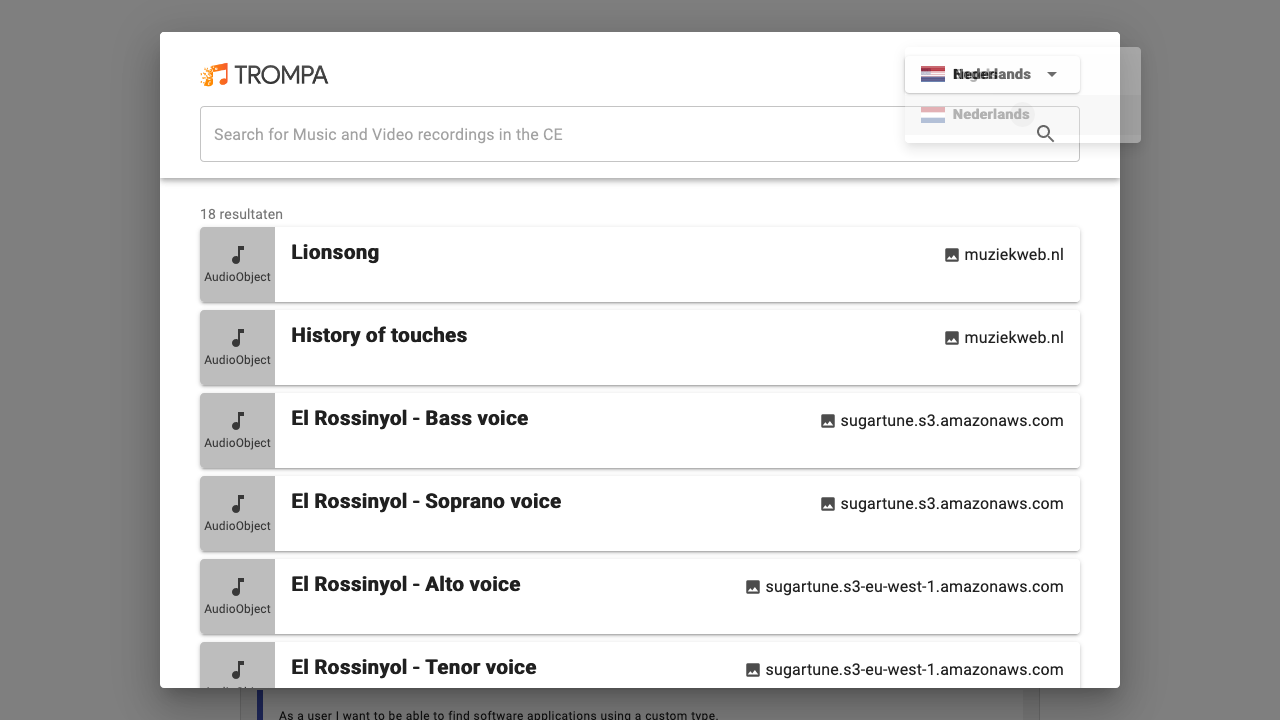 TROMPA
Nederlands
Nederlands
Search for Music and Video recordings in the CE
18 resultaten
Lionsong
muziekweb.nl
AudioObject
History of touches
muziekweb.nl
AudioObject
El Rossinyol - Bass voice
sugartune.s3.amazonaws.com
AudioObject
El Rossinyol - Soprano voice
sugartune.s3.amazonaws.com
AudioObject
El Rossinyol - Alto voice
sugartune.s3-eu-west-1.amazonaws.com
AudioObject
El Rossinyol - Tenor voice
sugartune.s3-eu-west-1.amazonaws.com
As a user I want to be able to find software applications using a custom type.